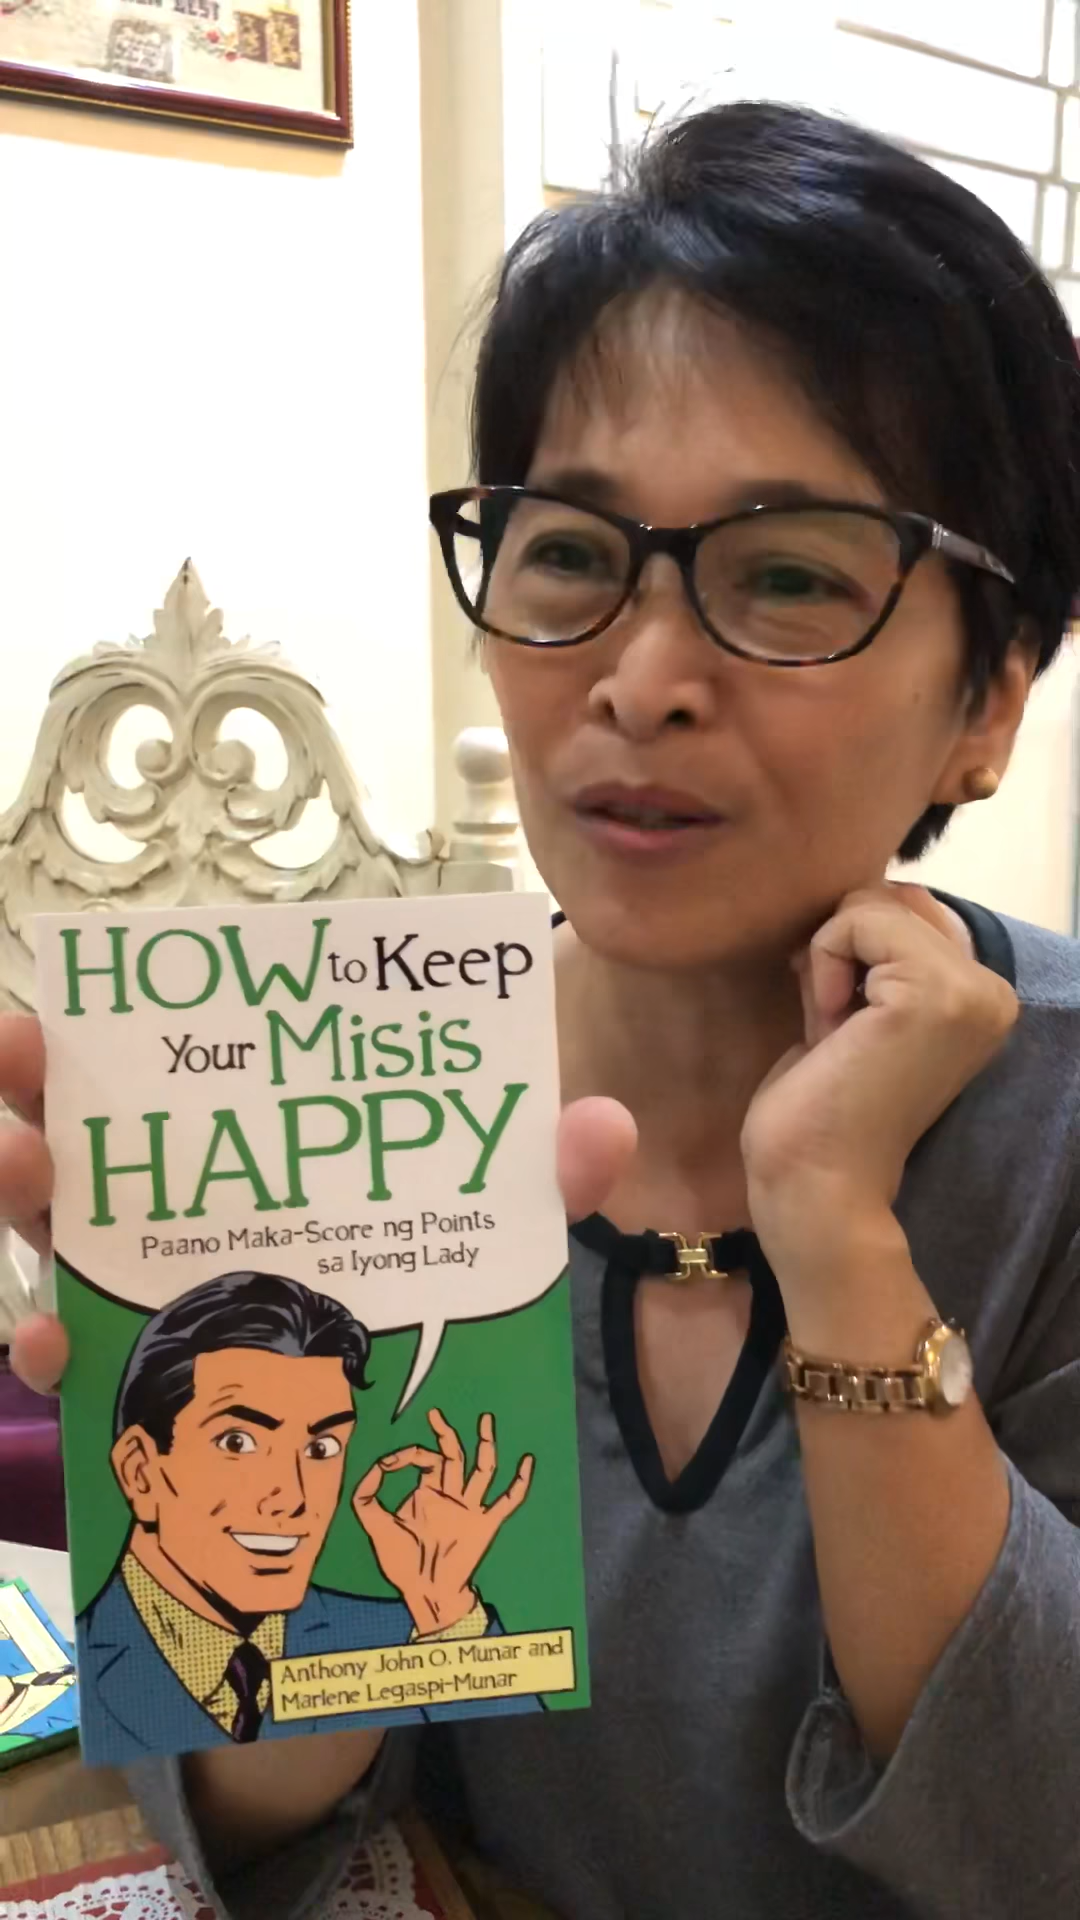 BEST
HOW to Keep
Your Misis
HAPPY
Paano Maka-Score ng Points
sa Iyong Lady
Anthony John O. Munar and
Marlene Legaspi-Munar